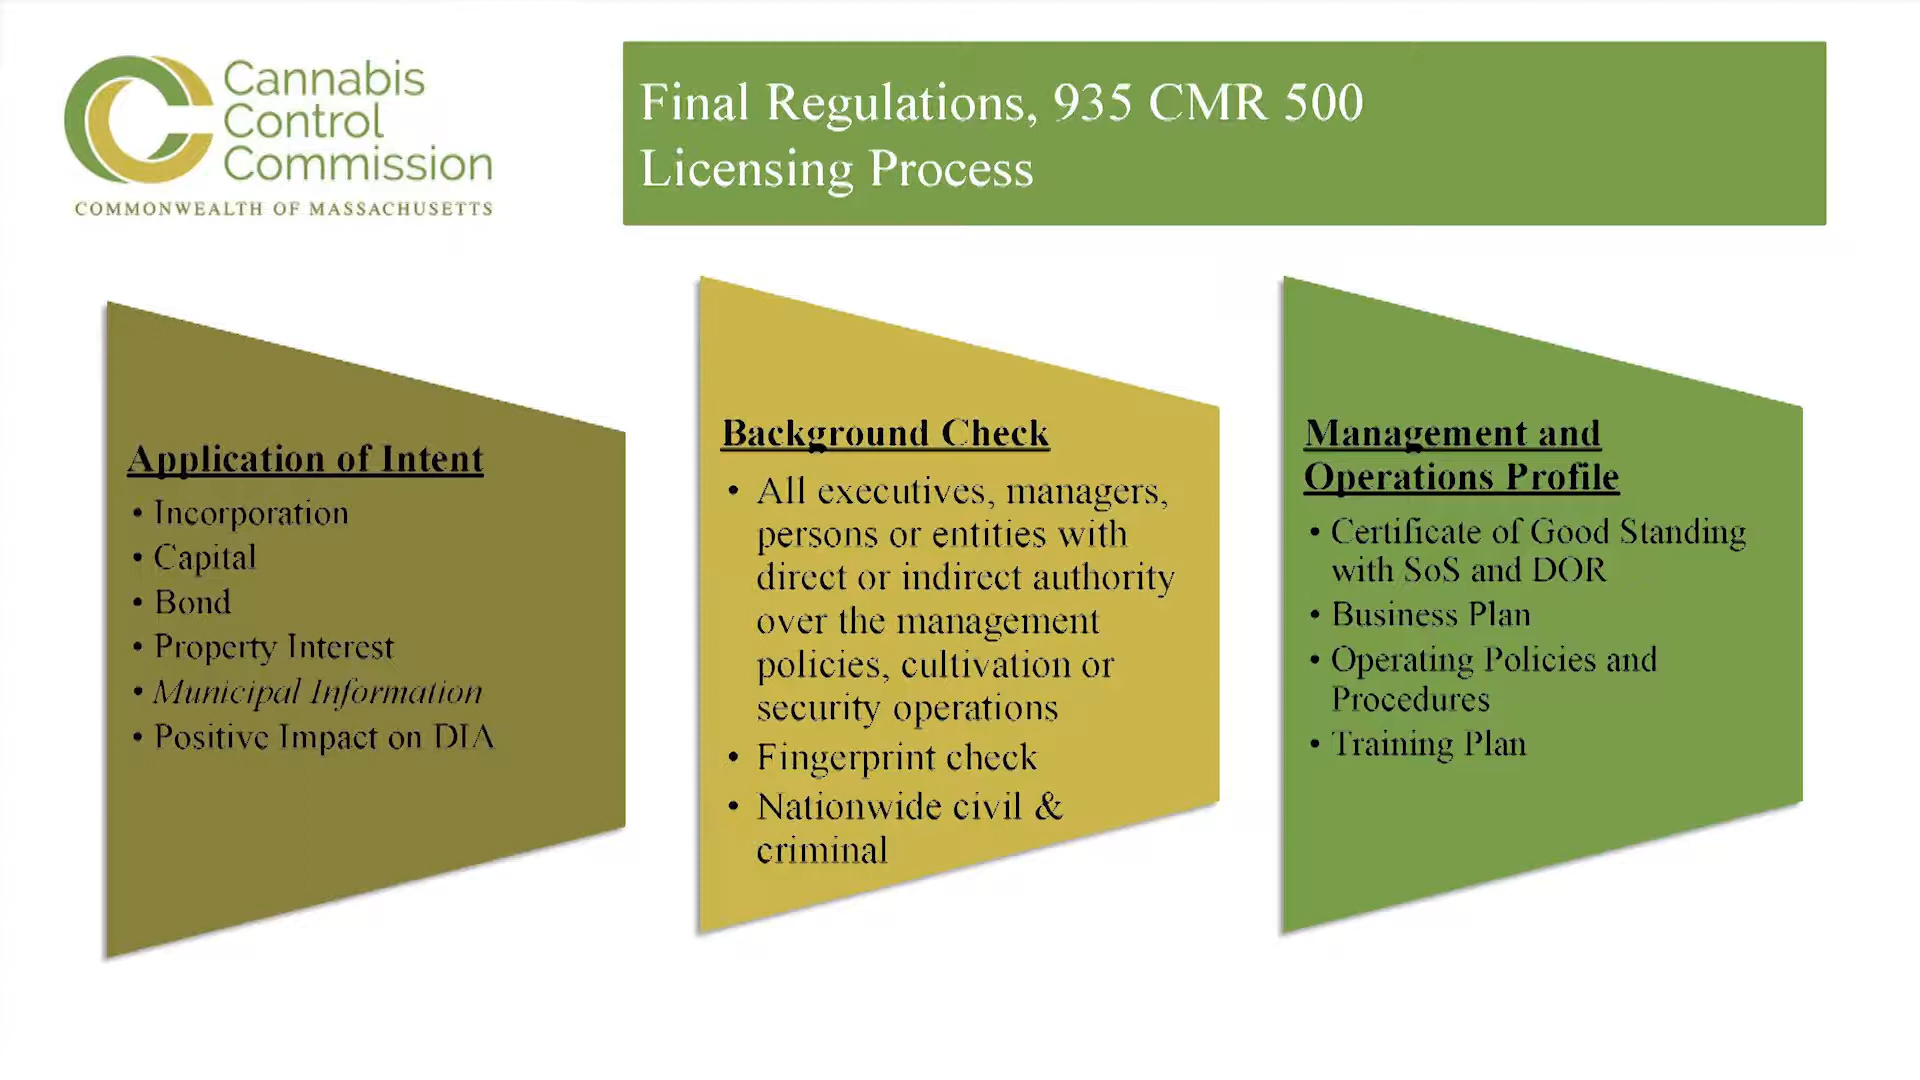 Cannabis
Control
Commission
COMMONWEALTH OF MASSACHUSETTS
Final Regulations, 935 CMR 500
Licensing Process
Application of Intent
• Incorporation
• Capital
• Bond
• Property Interest
• Municipal Information
• Positive Impact on DIA
Background Check
• All executives, managers,
persons or entities with
direct or indirect authority
over the management
policies, cultivation or
security operations
• Fingerprint check
• Nationwide civil &
criminal
Management and
Operations Profile
• Certificate of Good Standing
with SoS and DOR
• Business Plan
• Operating Policies and
Procedures
• Training Plan